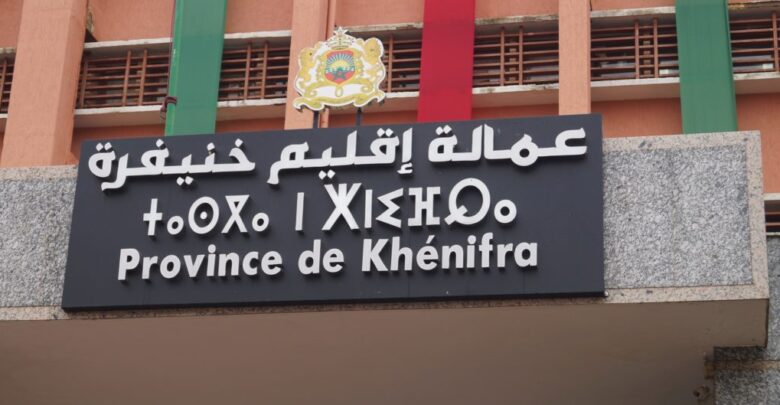 عمالة إقليم خنيفرة
ⵜⴰⵙⴳⴰ ⵏ ⵅⵏⵉⴼⵕⴰ
Province de Khénifra